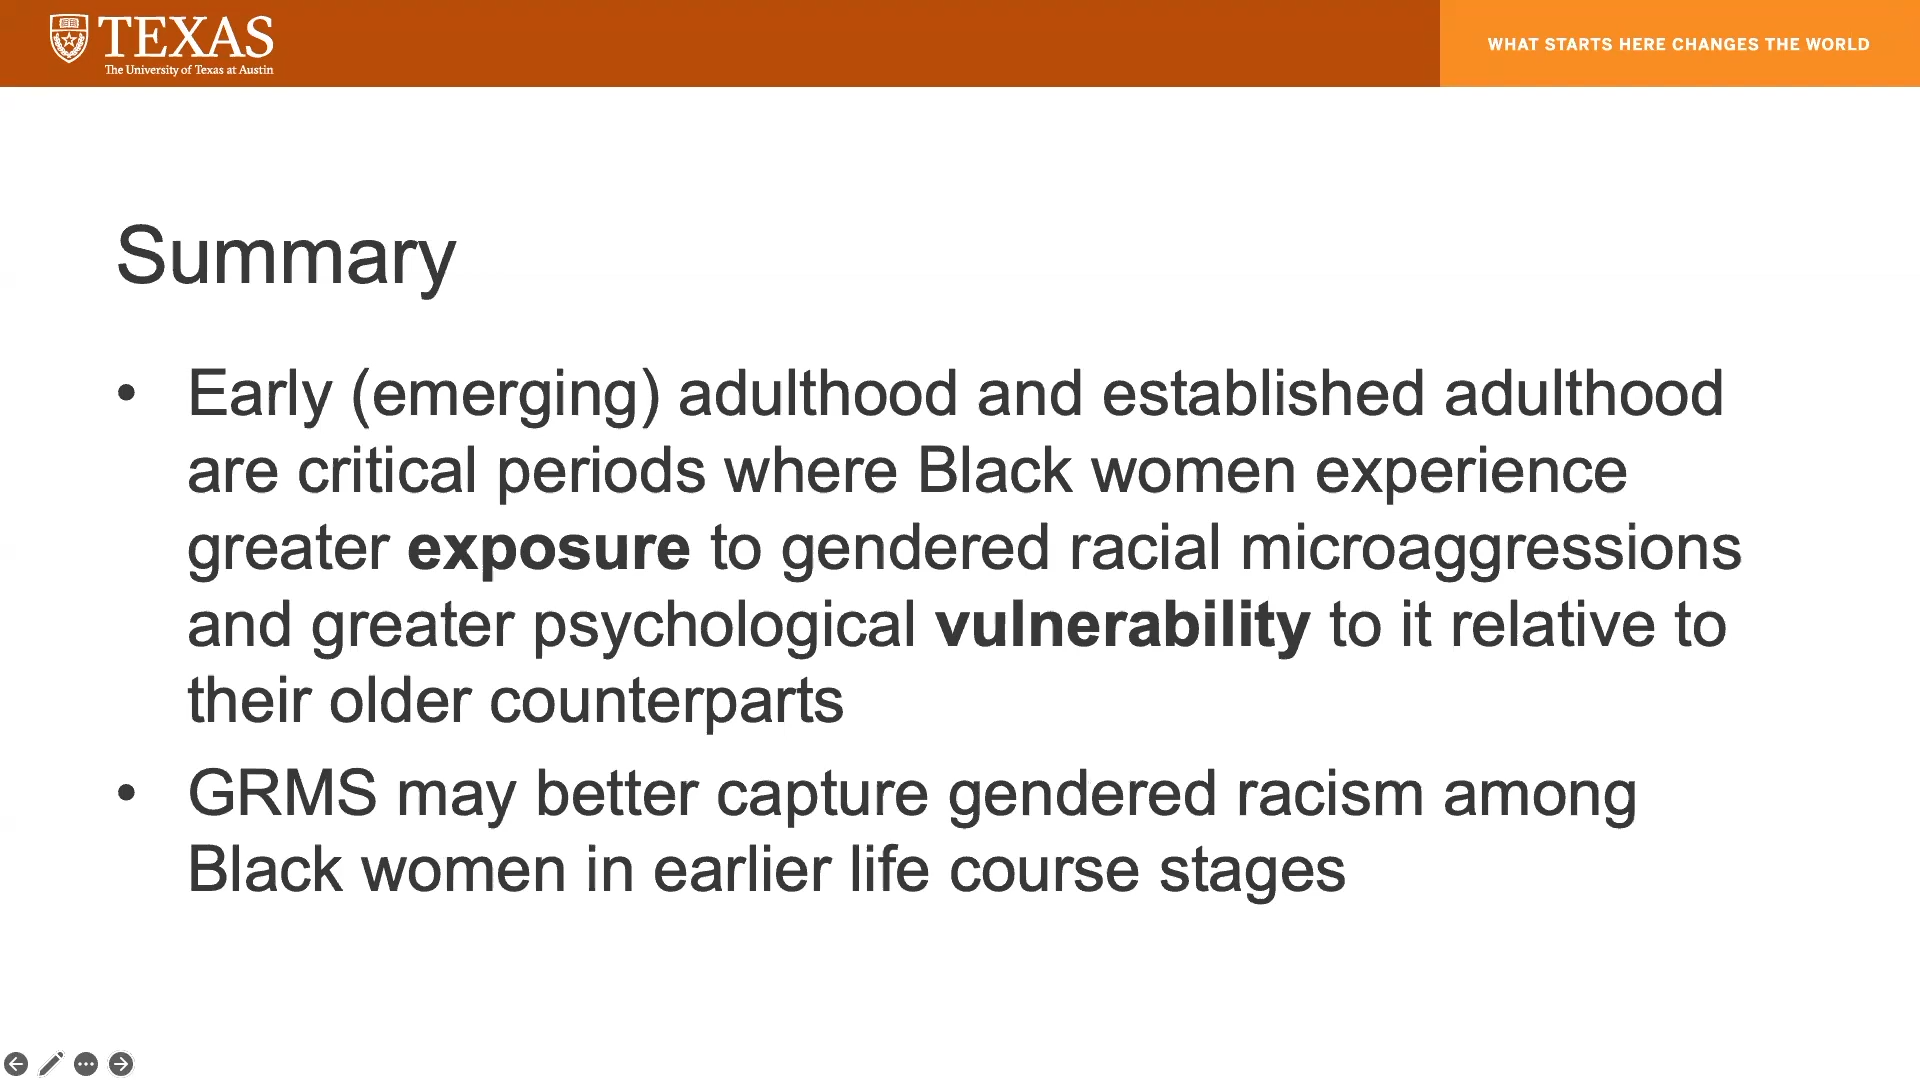 TEXAS
The University of Texas at Austin
WHAT STARTS HERE CHANGES THE WORLD
Summary
• Early (emerging) adulthood and established adulthood
are critical periods where Black women experience
greater exposure to gendered racial microaggressions
and greater psychological vulnerability to it relative to
their older counterparts
• GRMS may better capture gendered racism among
Black women in earlier life course stages